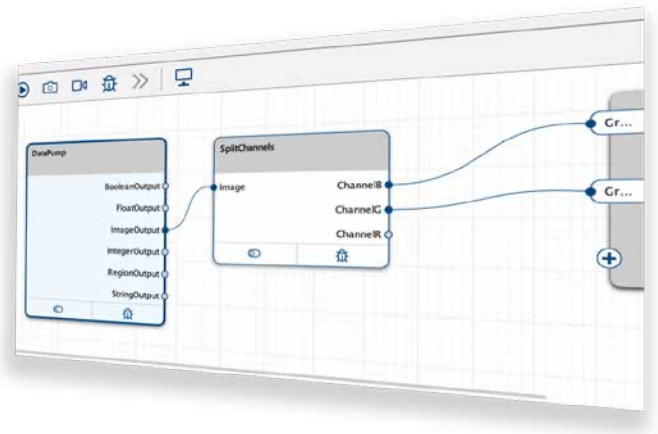 DataPump
BooleanOutput
FloatOutput
ImageOutput
IntegerOutput
RegionOutput
StringOutput
SplitChannels
Image
ChannelB
ChannelG
ChannelR
Gr...
Gr...